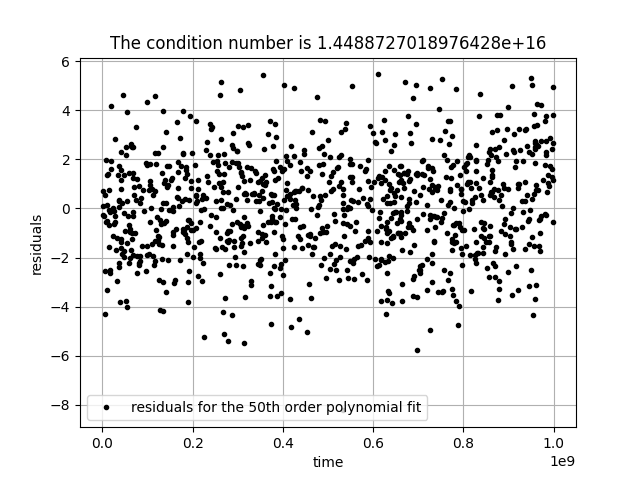 The condition number is 1.4488727018976428e+16
6
4
2
0
−2
−4
−6
−8
residuals
residuals for the 50th order polynomial fit
0.0 0.2 0.4 0.6 0.8 1.0
1e9
time